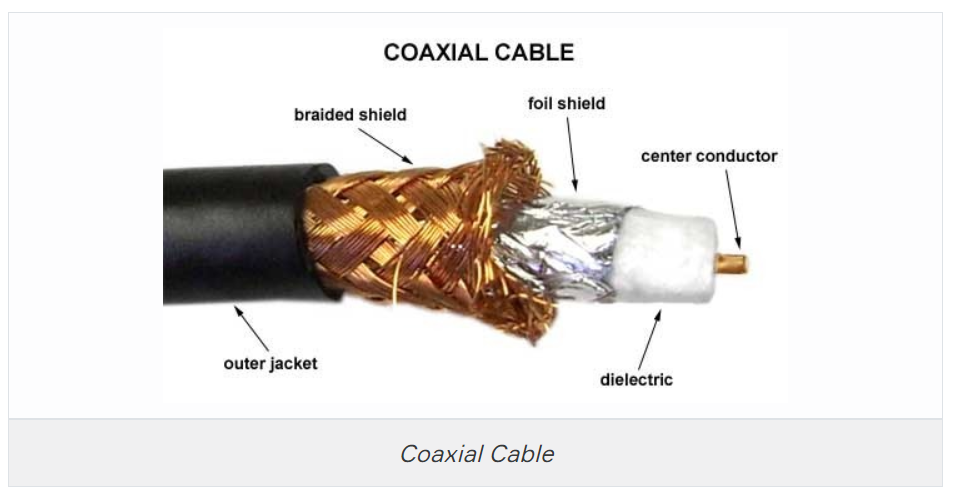 COAXIAL CABLE
foil shield
braided shield
center conductor
outer jacket
dielectric
Coaxial Cable